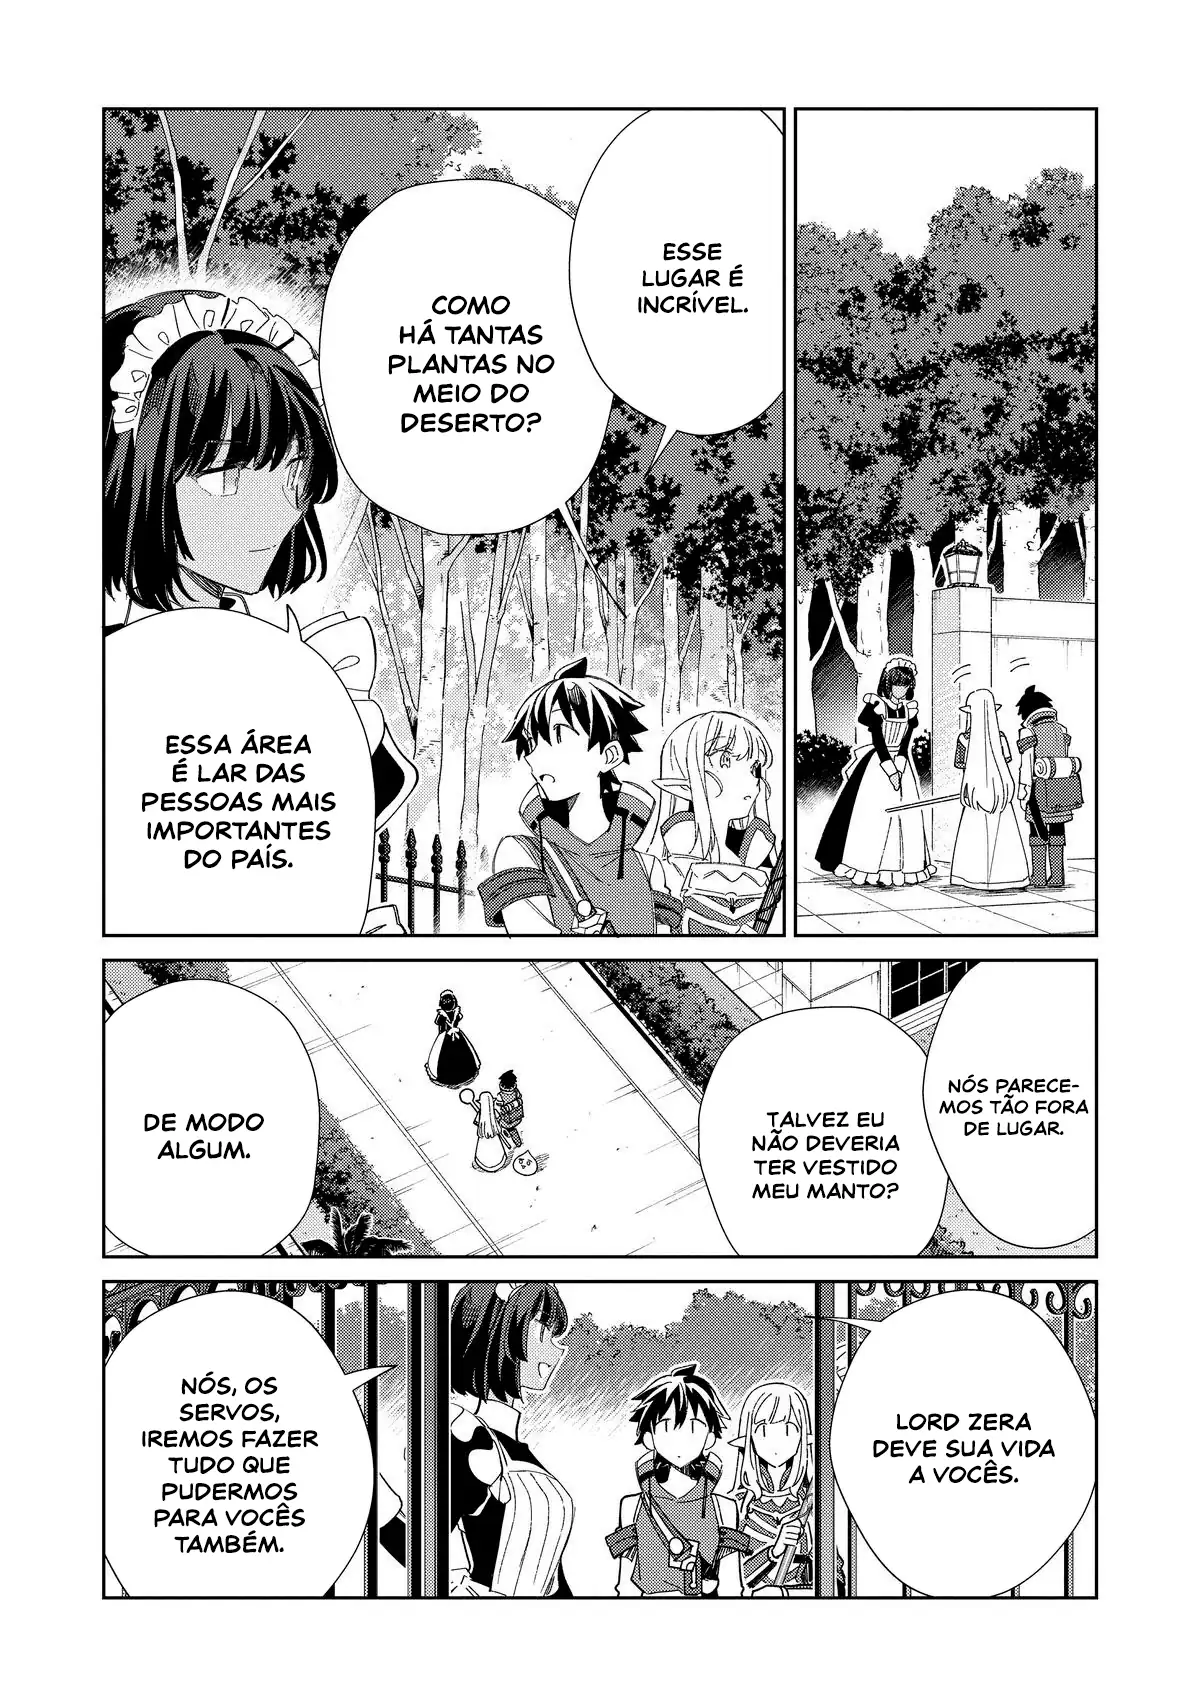 ESSE
LUGAR É
INCRÍVEL.
COMO
HÁ TANTAS
PLANTAS NO
MEIO DO
DESERTO?
ESSA ÁREA
É LAR DAS
PESSOAS MAIS
IMPORTANTES
DO PAÍS.
NÓS PARECE-
MOS TÃO FORA
DE LUGAR.
TALVEZ EU
NÃO DEVERIA
TER VESTIDO
MEU MANTO?
DE MODO
ALGUM.
LORD ZERA
DEVE SUA VIDA
A VOCÊS.
NÓS, OS
SERVOS,
IREMOS FAZER
TUDO QUE
PUDERMOS
PARA VOCÊS
TAMBÉM.